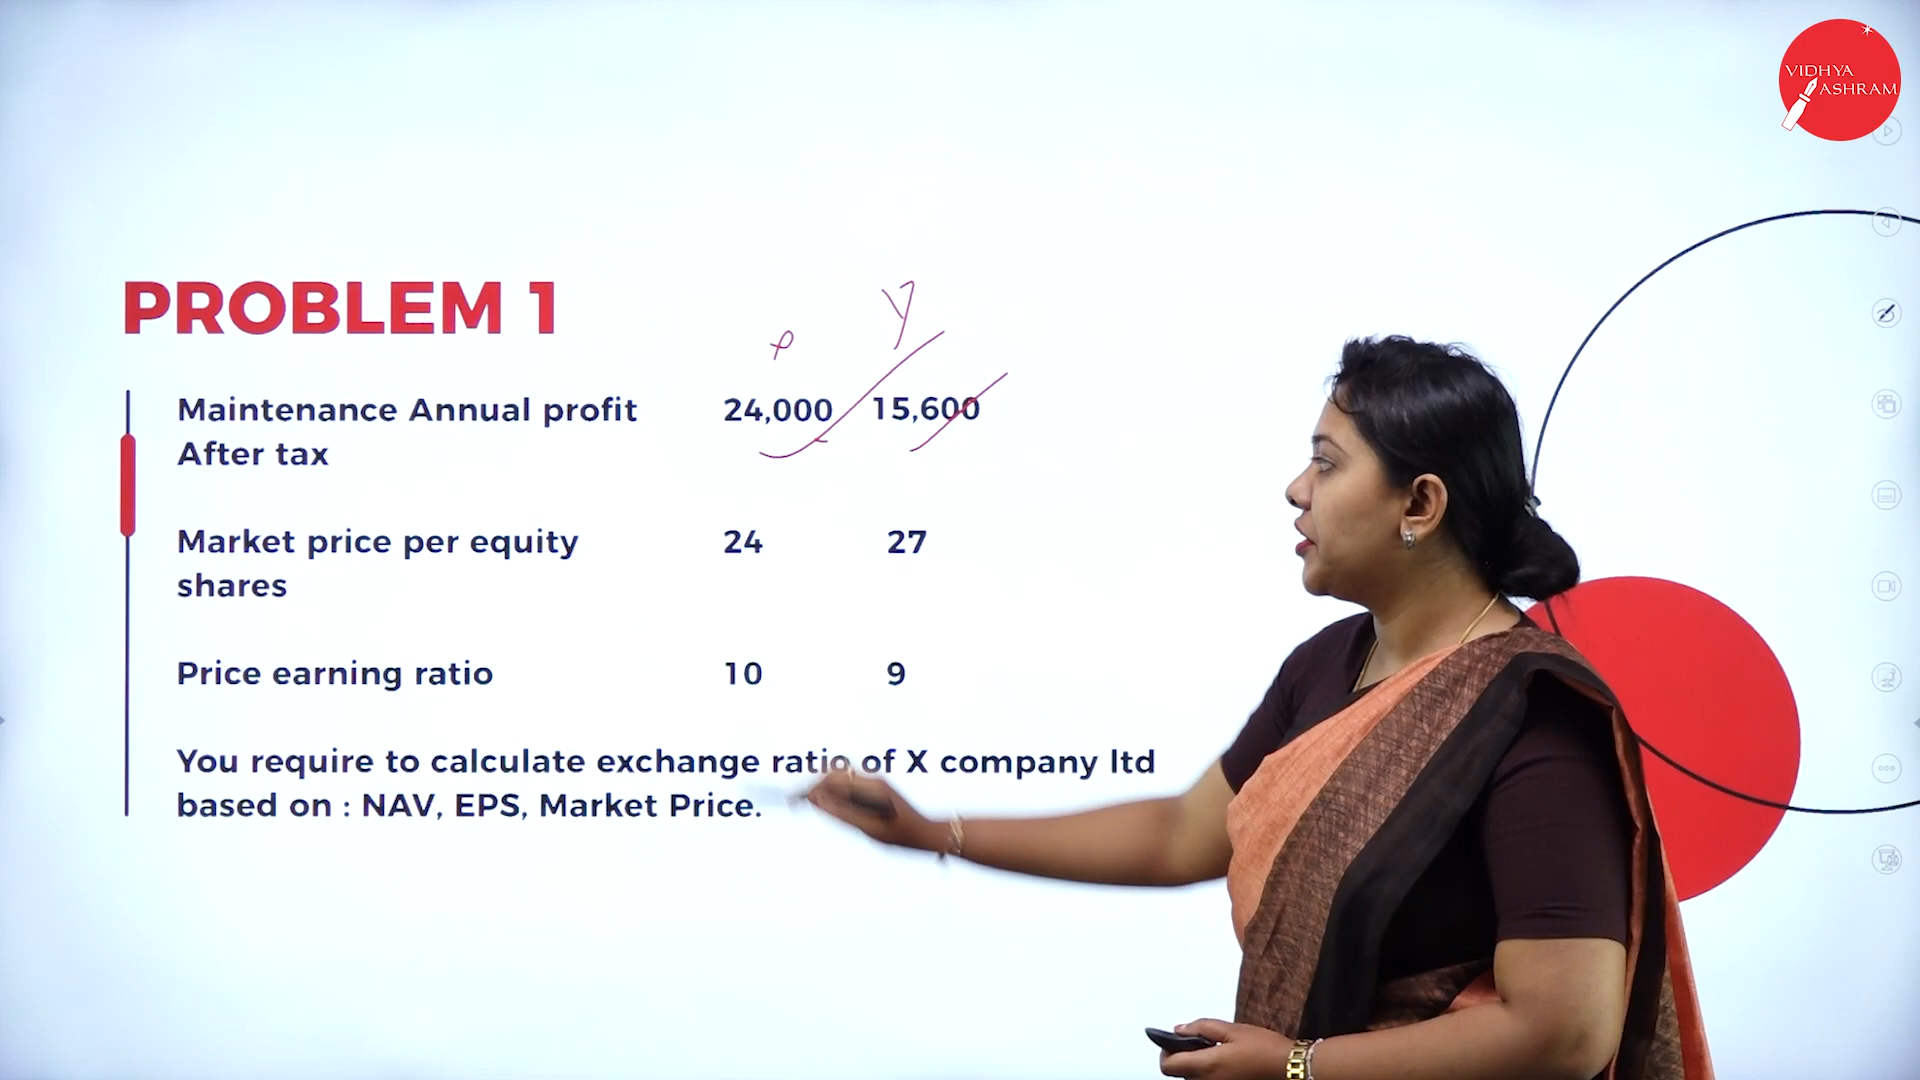 VIDHYA
ASHRAM
PROBLEM 1
x y
Maintenance Annual profit 24,000 15,600
After tax
Market price per equity 24 27
shares
Price earning ratio 10 9
You require to calculate exchange ratio of X company ltd
based on : NAV, EPS, Market Price.